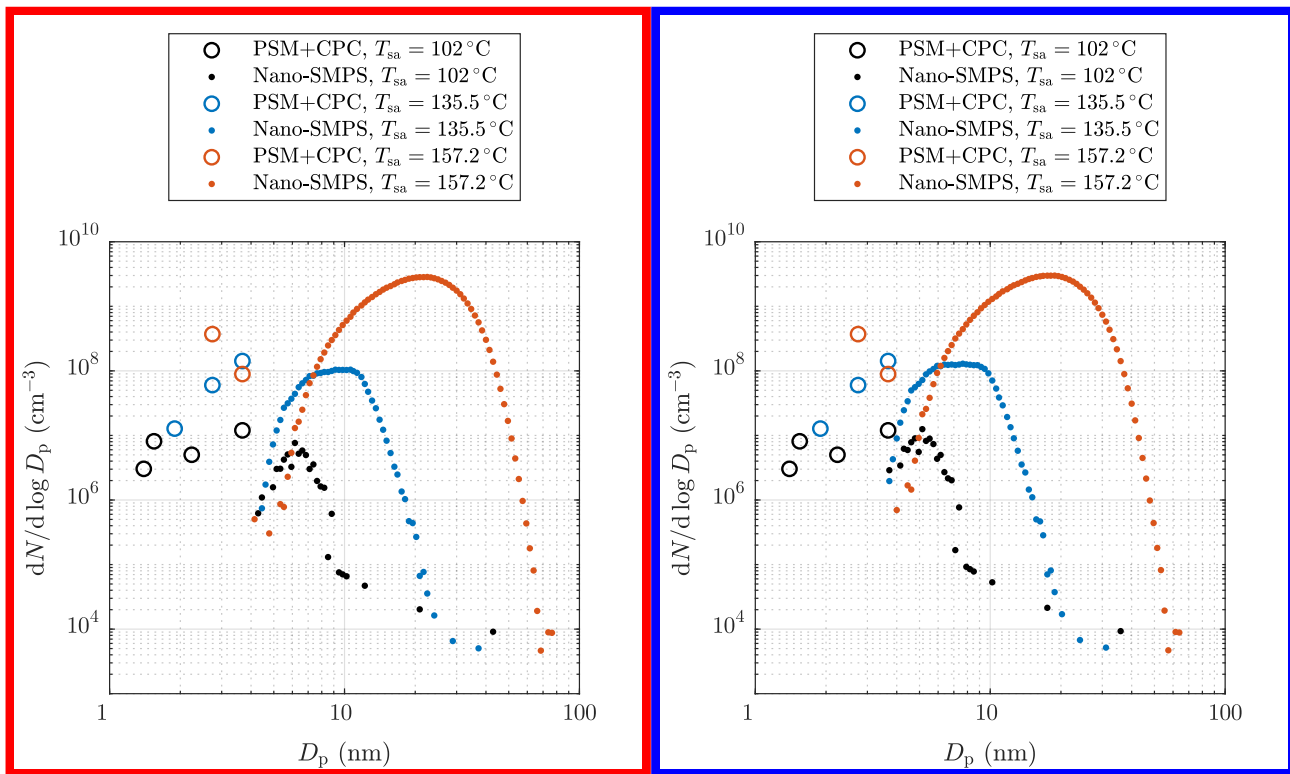 PSM+CPC, T_sa = 102 °C
Nano-SMPS, T_sa = 102 °C
PSM+CPC, T_sa = 135.5 °C
Nano-SMPS, T_sa = 135.5 °C
PSM+CPC, T_sa = 157.2 °C
Nano-SMPS, T_sa = 157.2 °C
10^10
10^8
10^6
10^4
dN/d log D_p (cm^−3)
1
10
100
D_p (nm)
PSM+CPC, T_sa = 102 °C
Nano-SMPS, T_sa = 102 °C
PSM+CPC, T_sa = 135.5 °C
Nano-SMPS, T_sa = 135.5 °C
PSM+CPC, T_sa = 157.2 °C
Nano-SMPS, T_sa = 157.2 °C
10^10
10^8
10^6
10^4
dN/d log D_p (cm^−3)
1
10
100
D_p (nm)